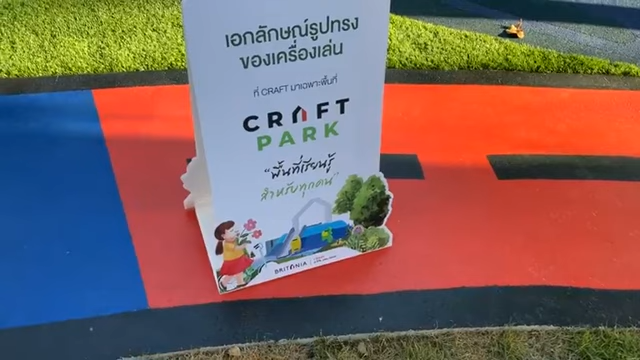 เอกลักษณ์รูปทรง
ของเครื่องเล่น
ที่ CRAFT มาเฉพาะพื้นที่
CRAFT
PARK
"พื้นที่เรียนรู้
สำหรับทุกคน"
BRITANIA